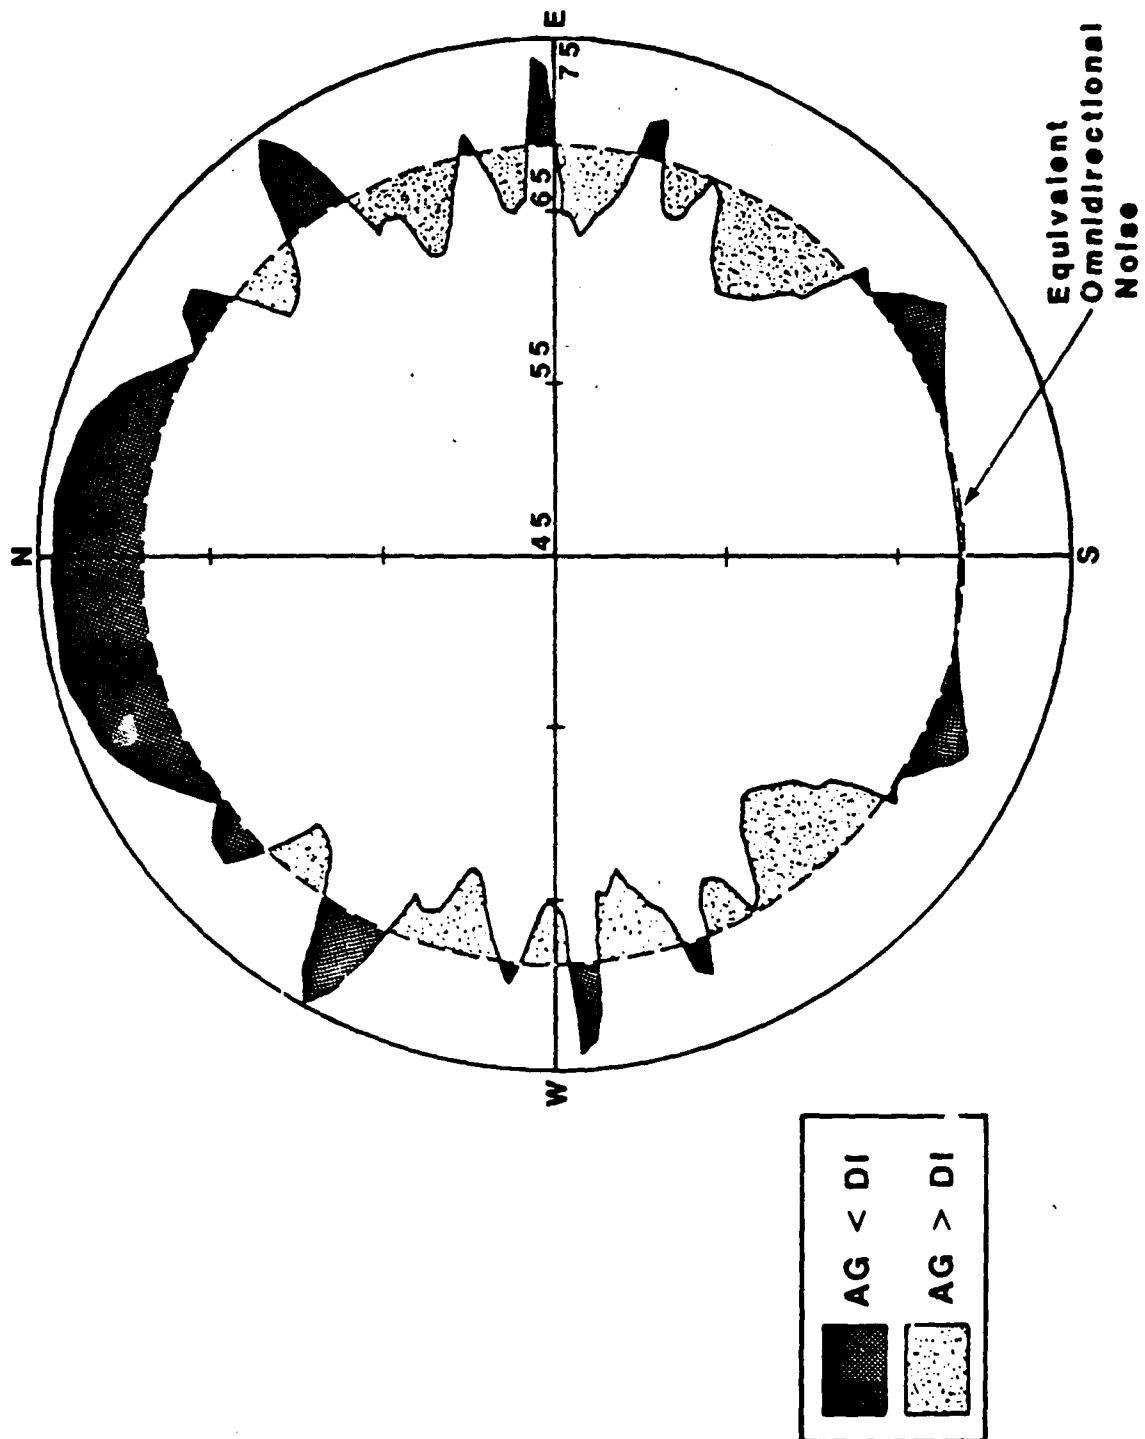 N
E
S
W
45
55
65
75
Equivalent
Omnidirectional
Noise
AG < DI
AG > DI